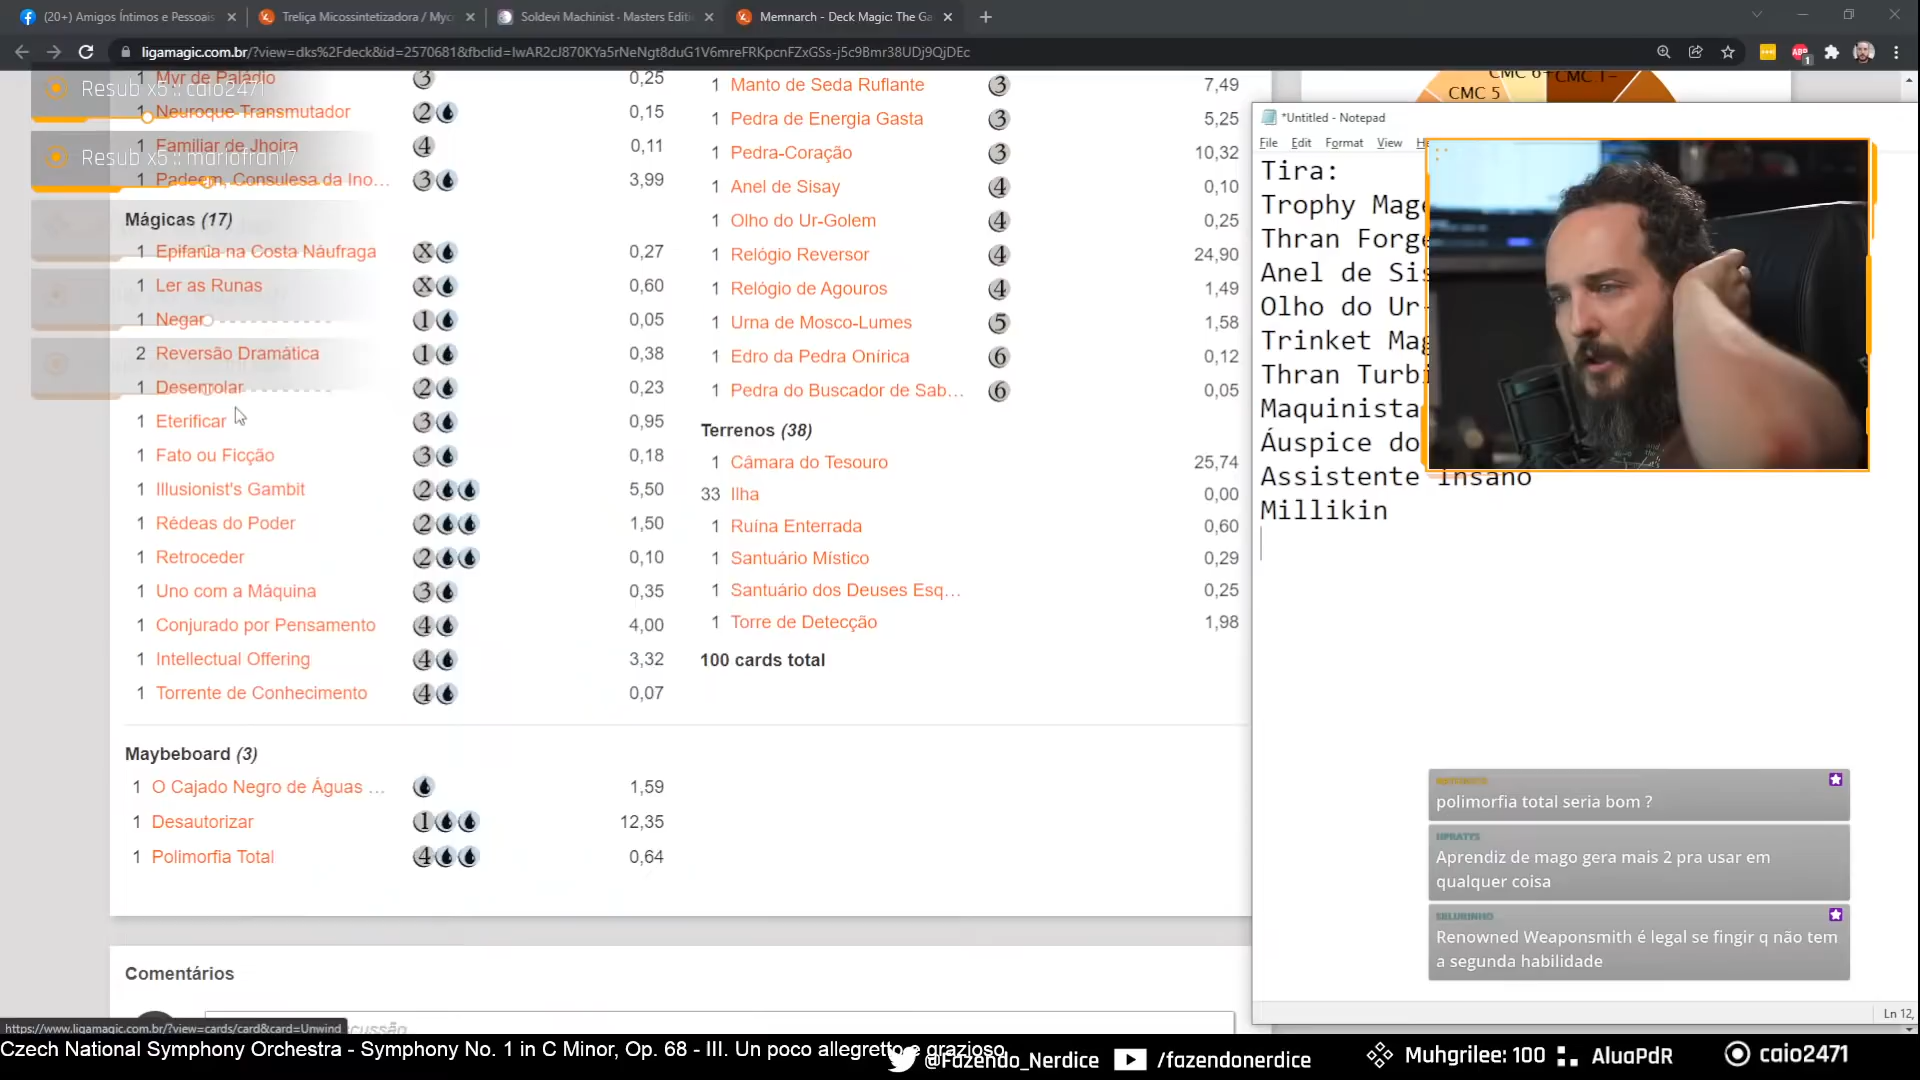 (20+) Amigos Íntimos e Pessoais
Treliça Micossintetizadora / Myc
Soldevi Machinist - Masters Editi
Memnarch - Deck Magic: The Ga
ligamagic.com.br/?view=dks%2Fdeck&id=2570681&fbclid=IwAR2cJ870KYa5rNeNgt8duG1V6mreFRKpcnFZxGSs-j5c9Bmr38UDj9QjDEc
Resub x5 :: caio2471
Resub x5 :: mariofran17
1 Myr de Paládio 3 0,25
1 Neuroque Transmutador 2 0,15
1 Familiar de Jhoira 4 0,11
1 Padeem, Consulesa da Ino... 3 3,99
Mágicas (17)
1 Epifania na Costa Náufraga X 0,27
1 Ler as Runas X 0,60
1 Negar 1 0,05
2 Reversão Dramática 1 0,38
1 Desenrolar 2 0,23
1 Eterificar 3 0,95
1 Fato ou Ficção 3 0,18
1 Illusionist's Gambit 2 5,50
1 Rédeas do Poder 2 1,50
1 Retroceder 2 0,10
1 Uno com a Máquina 3 0,35
1 Conjurado por Pensamento 4 4,00
1 Intellectual Offering 4 3,32
1 Torrente de Conhecimento 4 0,07
Maybeboard (3)
1 O Cajado Negro de Águas ... 1,59
1 Desautorizar 1 12,35
1 Polimorfia Total 4 0,64
Comentários
1 Manto de Seda Ruflante 3 7,49
1 Pedra de Energia Gasta 3 5,25
1 Pedra-Coração 3 10,32
1 Anel de Sisay 4 0,10
1 Olho do Ur-Golem 4 0,25
1 Relógio Reversor 4 24,90
1 Relógio de Agouros 4 1,49
1 Urna de Mosco-Lumes 5 1,58
1 Edro da Pedra Onírica 6 0,12
1 Pedra do Buscador de Sab... 6 0,05
Terrenos (38)
1 Câmara do Tesouro 25,74
33 Ilha 0,00
1 Ruína Enterrada 0,60
1 Santuário Místico 0,29
1 Santuário dos Deuses Esq... 0,25
1 Torre de Detecção 1,98
100 cards total
CMC 6+
CMC 1-
CMC 5
*Untitled - Notepad
File Edit Format View He
Tira:
Trophy Mage
Thran Forge
Anel de Sis
Olho do Ur-
Trinket Mag
Thran Turbi
Maquinista
Áuspice do
Assistente Insano
Millikin
polimorfia total seria bom ?
UPRATYS
Aprendiz de mago gera mais 2 pra usar em
qualquer coisa
SELURINHO
Renowned Weaponsmith é legal se fingir q não tem
a segunda habilidade
Ln 12,
https://www.ligamagic.com.br/?view=cards/card&card=Unwind
Czech National Symphony Orchestra - Symphony No. 1 in C Minor, Op. 68 - III. Un poco allegretto e grazioso
@Fazendo_Nerdice
/fazendonerdice
Muhgrilee: 100
AluaPdR
caio2471